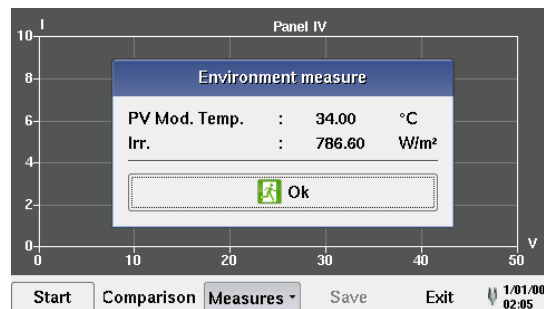 I
Panel IV
10
8
6
4
2
0
Environment measure
PV Mod. Temp. : 34.00 °C
Irr. : 786.60 W/m²
Ok
V
0 10 20 30 40 50
Start Comparison Measures Save Exit 1/01/00
02:05